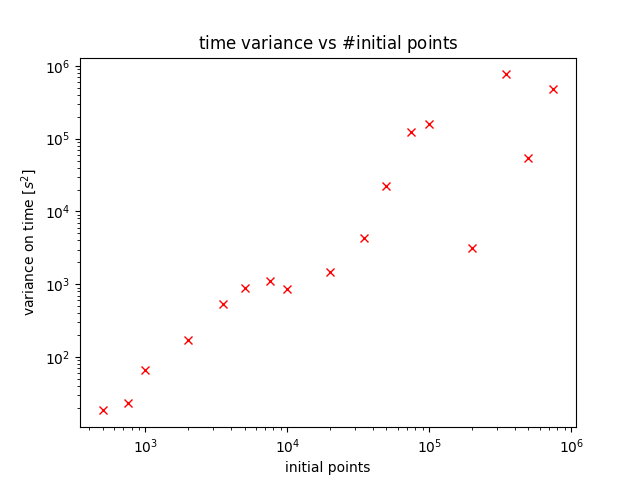 time variance vs #initial points
10^6
10^5
10^4
10^3
10^2
variance on time [s^2]
10^3 10^4 10^5 10^6
initial points